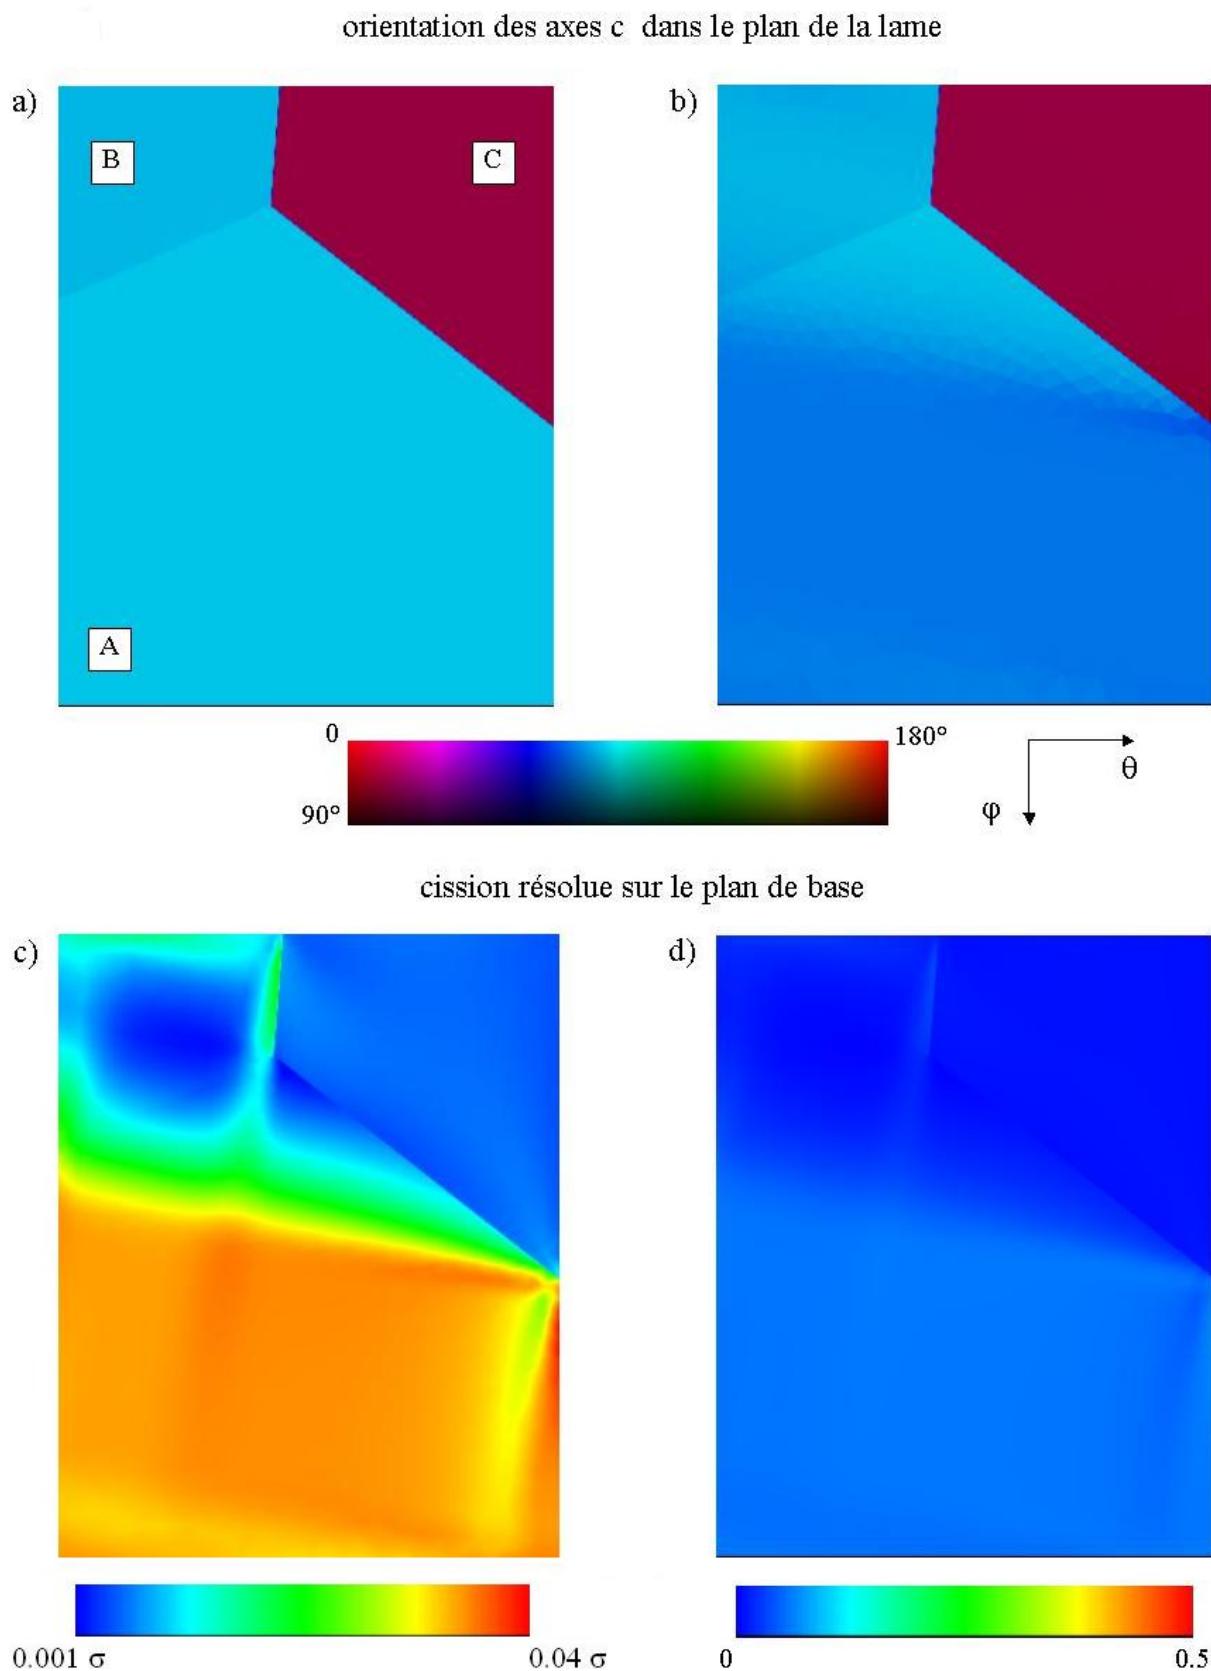 orientation des axes c dans le plan de la lame
a)
b)
B
C
A
0
180°
90°
θ
φ
cission résolue sur le plan de base
c)
d)
0.001 σ
0.04 σ
0
0.5